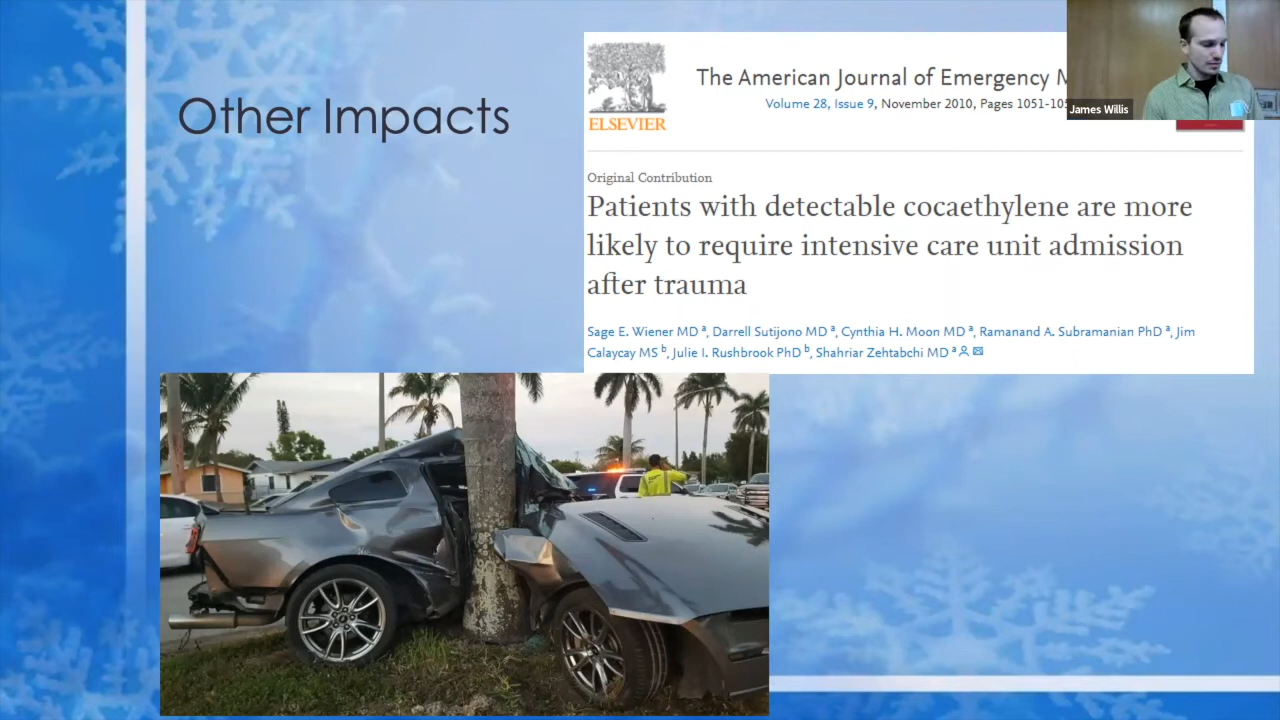 Other Impacts
ELSEVIER
The American Journal of Emergency
Volume 28, Issue 9, November 2010, Pages
James Willis
Original Contribution
Patients with detectable cocaethylene are more
likely to require intensive care unit admission
after trauma
Sage E. Wiener MD a, Darrell Sutijono MD a, Cynthia H. Moon MD a, Ramanand A. Subramanian PhD a, Jim
Calaycay MS b, Julie I. Rushbrook PhD b, Shahriar Zehtabchi MD a